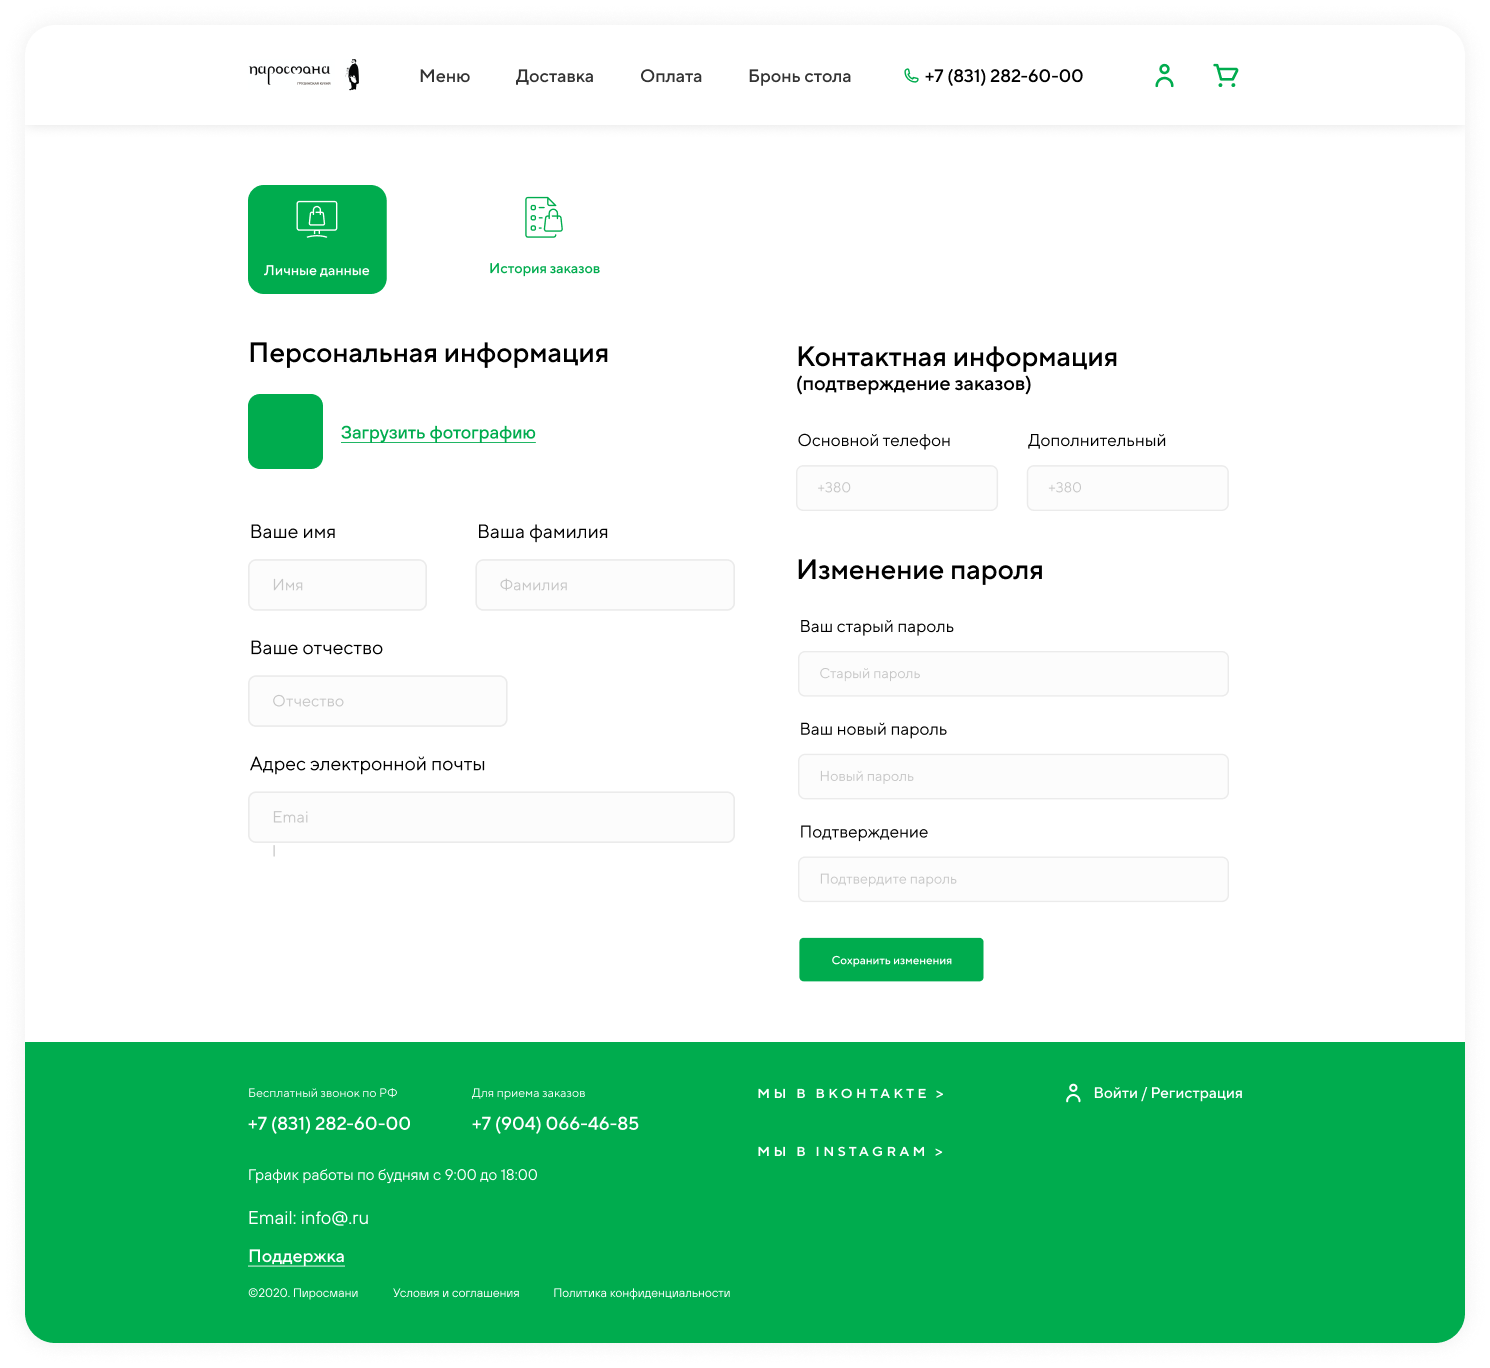 пиросмани
Меню
Доставка
Оплата
Бронь стола
+7 (831) 282-60-00
Личные данные
История заказов
Персональная информация
Загрузить фотографию
Ваше имя
Ваша фамилия
Имя
Фамилия
Ваше отчество
Отчество
Адрес электронной почты
Emai
l
Контактная информация
(подтверждение заказов)
Основной телефон
Дополнительный
+380
+380
Изменение пароля
Ваш старый пароль
Старый пароль
Ваш новый пароль
Новый пароль
Подтверждение
Подтвердите пароль
Сохранить изменения
Бесплатный звонок по РФ
+7 (831) 282-60-00
Для приема заказов
+7 (904) 066-46-85
График работы по будням с 9:00 до 18:00
Email: info@.ru
Поддержка
©2020. Пиросмани
Условия и соглашения
Политика конфиденциальности
МЫ В ВКОНТАКТЕ >
МЫ В INSTAGRAM >
Войти / Регистрация